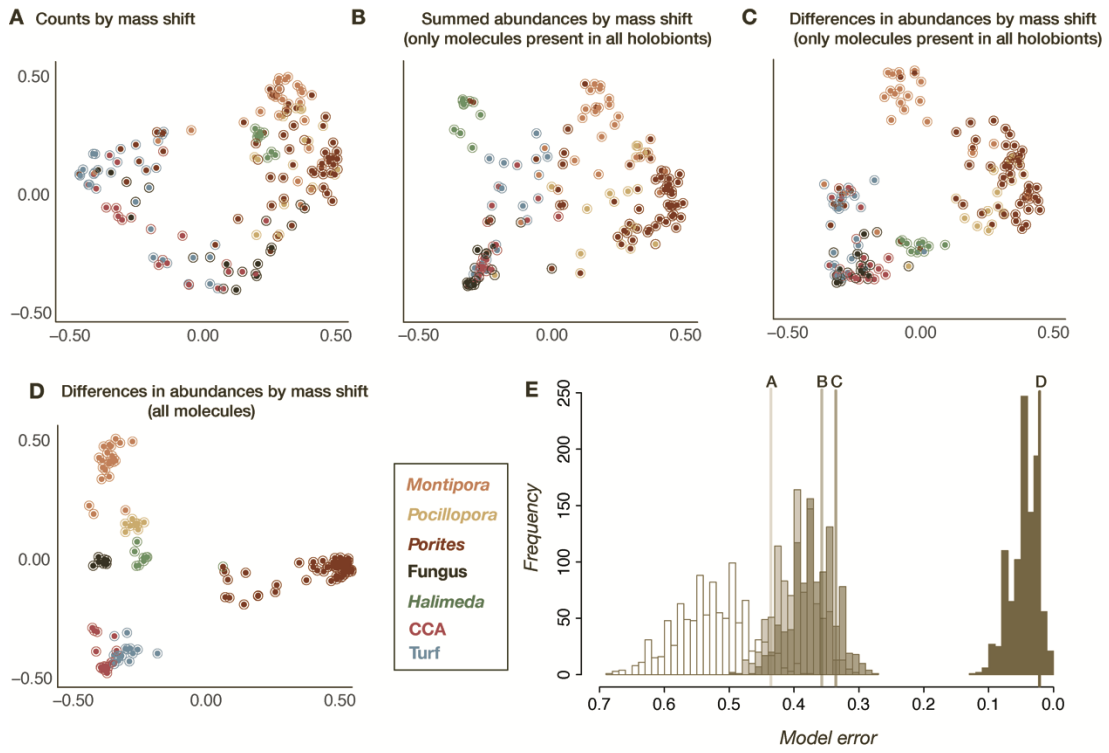 A Counts by mass shift
0.50
0.00
−0.50
−0.50 0.00 0.50
B Summed abundances by mass shift
(only molecules present in all holobionts)
−0.50 0.00 0.50
C Differences in abundances by mass shift
(only molecules present in all holobionts)
−0.50 0.00 0.50
D Differences in abundances by mass shift
(all molecules)
0.50
0.00
−0.50
−0.50 0.00 0.50
Montipora
Pocillopora
Porites
Fungus
Halimeda
CCA
Turf
E
A B C D
Frequency
250
200
150
100
50
0
0.7 0.6 0.5 0.4 0.3 0.2 0.1 0.0
Model error